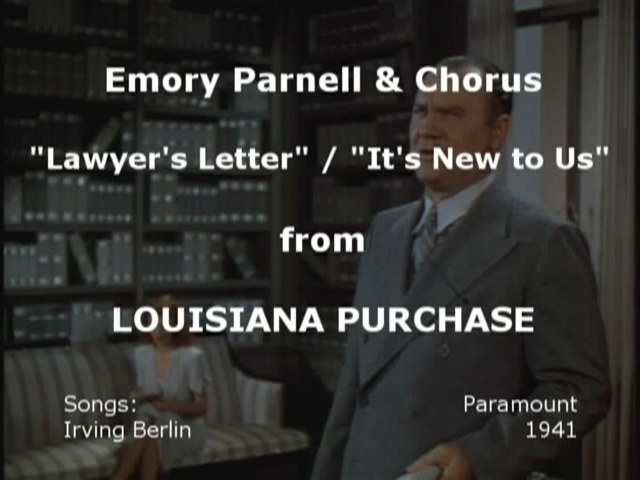 Emory Parnell & Chorus
"Lawyer's Letter" / "It's New to Us"
from
LOUISIANA PURCHASE
Songs:
Irving Berlin
Paramount
1941